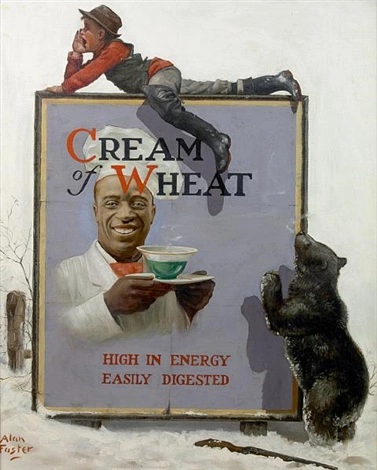 CREAM
of WHEAT
HIGH IN ENERGY
EASILY DIGESTED
Alan
Foster